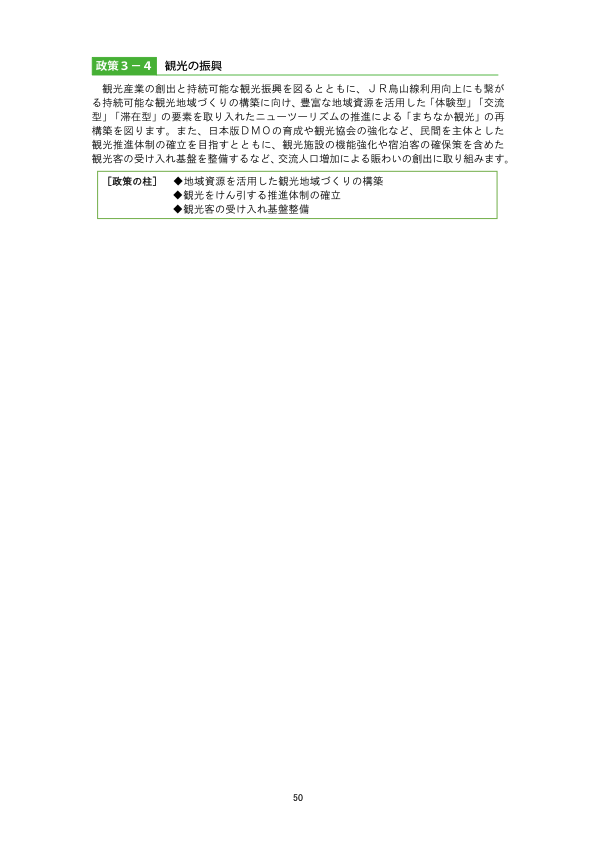 政策３－４ 観光の振興
観光産業の創出と持続可能な観光振興を図るとともに、ＪＲ烏山線利用向上にも繋が
る持続可能な観光地域づくりの構築に向け、豊富な地域資源を活用した「体験型」「交流
型」「滞在型」の要素を取り入れたニューツーリズムの推進による「まちなか観光」の再
構築を図ります。また、日本版ＤＭＯの育成や観光協会の強化など、民間を主体とした
観光推進体制の確立を目指すとともに、観光施設の機能強化や宿泊客の確保策を含めた
観光客の受け入れ基盤を整備するなど、交流人口増加による賑わいの創出に取り組みます。
［政策の柱］ ◆地域資源を活用した観光地域づくりの構築
◆観光をけん引する推進体制の確立
◆観光客の受け入れ基盤整備
50